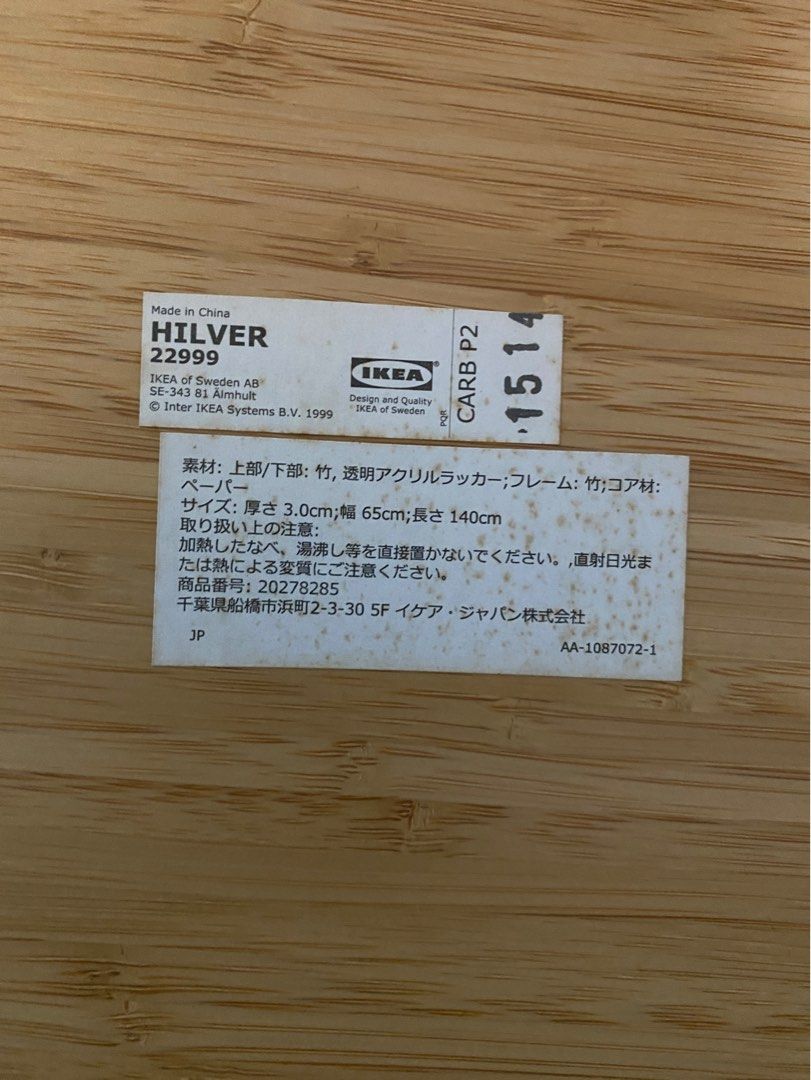 Made in China
HILVER
22999
IKEA of Sweden AB
SE-343 81 Älmhult
© Inter IKEA Systems B.V. 1999
IKEA®
Design and Quality
IKEA of Sweden
PQR
CARB P2
1514
素材: 上部/下部: 竹, 透明アクリルラッカー;フレーム: 竹;コア材:
ペーパー
サイズ: 厚さ 3.0cm;幅 65cm;長さ 140cm
取り扱い上の注意:
加熱したなべ、湯沸し等を直接置かないでください。,直射日光ま
たは熱による変質にご注意ください。
商品番号: 20278285
千葉県船橋市浜町2-3-30 5F イケア・ジャパン株式会社
JP
AA-1087072-1